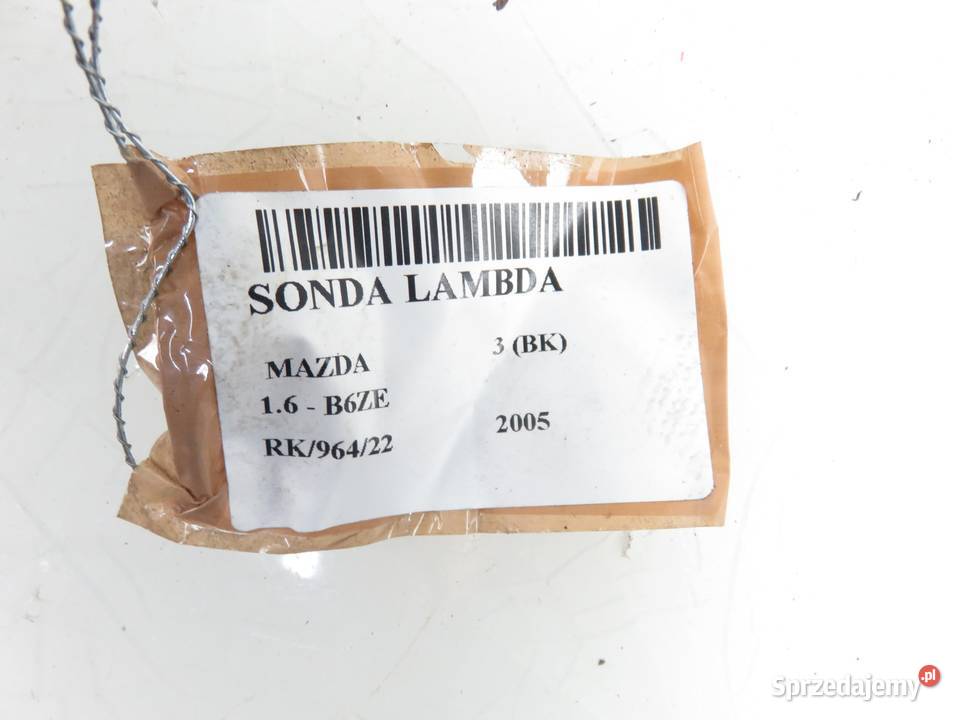 SONDA LAMBDA
MAZDA 3 (BK)
1.6 - B6ZE
RK/964/22 2005
Sprzedajemy.pl